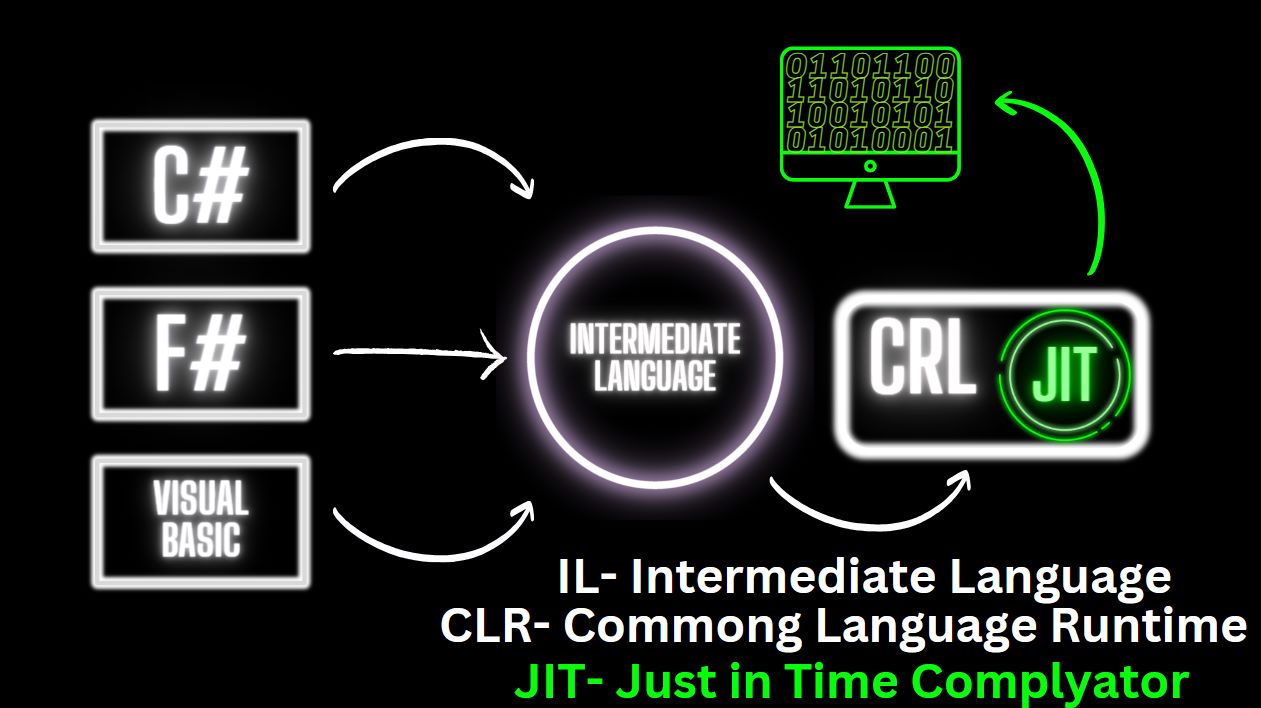 C#
F#
VISUAL
BASIC
INTERMEDIATE
LANGUAGE
01101100
11010110
10010101
01010001
CRL
JIT
IL- Intermediate Language
CLR- Commong Language Runtime
JIT- Just in Time Complyator